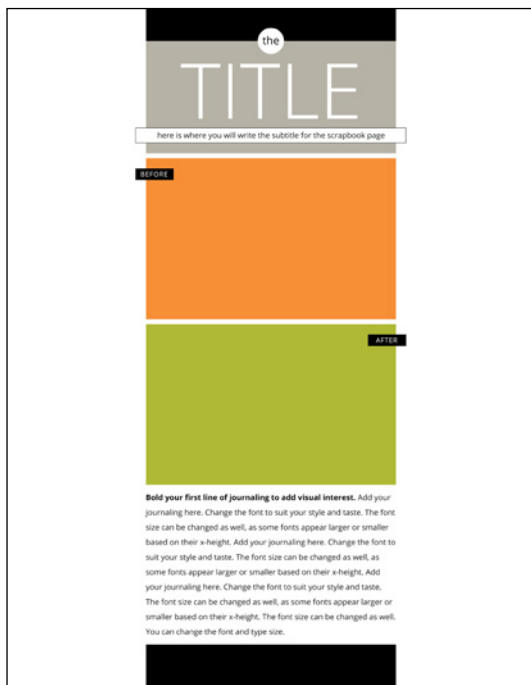 the
TITLE
here is where you will write the subtitle for the scrapbook page
BEFORE
AFTER
Bold your first line of journaling to add visual interest. Add your
journaling here. Change the font to suit your style and taste. The font
size can be changed as well, as some fonts appear larger or smaller
based on their x-height. Add your journaling here. Change the font to
suit your style and taste. The font size can be changed as well, as
some fonts appear larger or smaller based on their x-height. Add
your journaling here. Change the font to suit your style and taste.
The font size can be changed as well, as some fonts appear larger or
smaller based on their x-height. The font size can be changed as well.
You can change the font and type size.